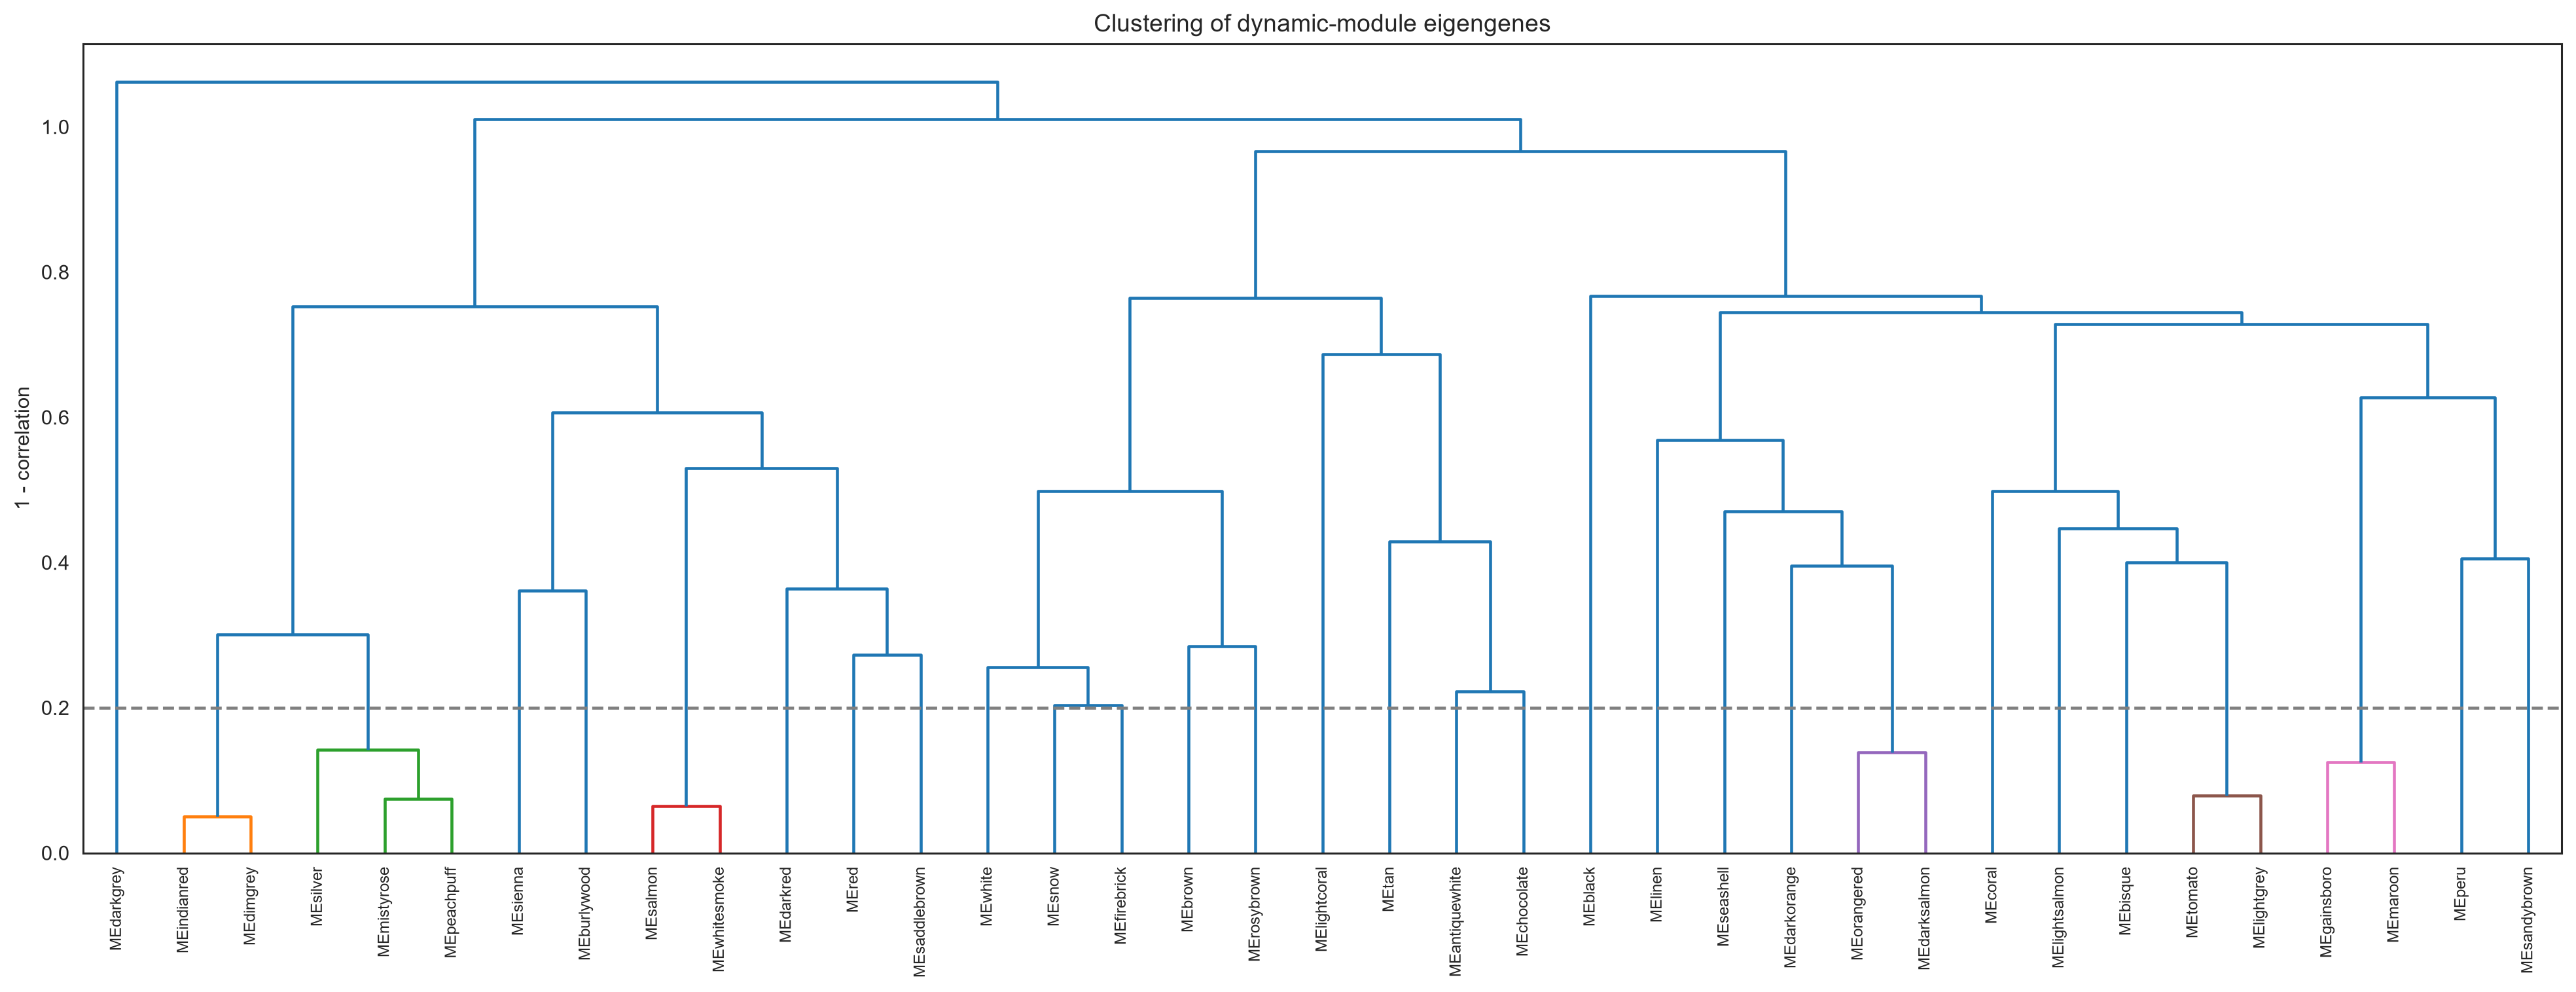 Clustering of dynamic-module eigengenes
1 - correlation
1.0
0.8
0.6
0.4
0.2
0.0
MEdarkgrey
MEindianred
MEdimgrey
MEsilver
MEmistyrose
MEpeachpuff
MEsienna
MEburlywood
MEsalmon
MEwhitesmoke
MEdarkred
MEred
MEsaddlebrown
MEwhite
MEsnow
MEfirebrick
MEbrown
MErosybrown
MElightcoral
MEtan
MEantiquewhite
MEchocolate
MEblack
MElinen
MEseashell
MEdarkorange
MEorangered
MEdarksalmon
MEcoral
MElightsalmon
MEbisque
MEtomato
MElightgrey
MEgainsboro
MEmaroon
MEperu
MEsandybrown